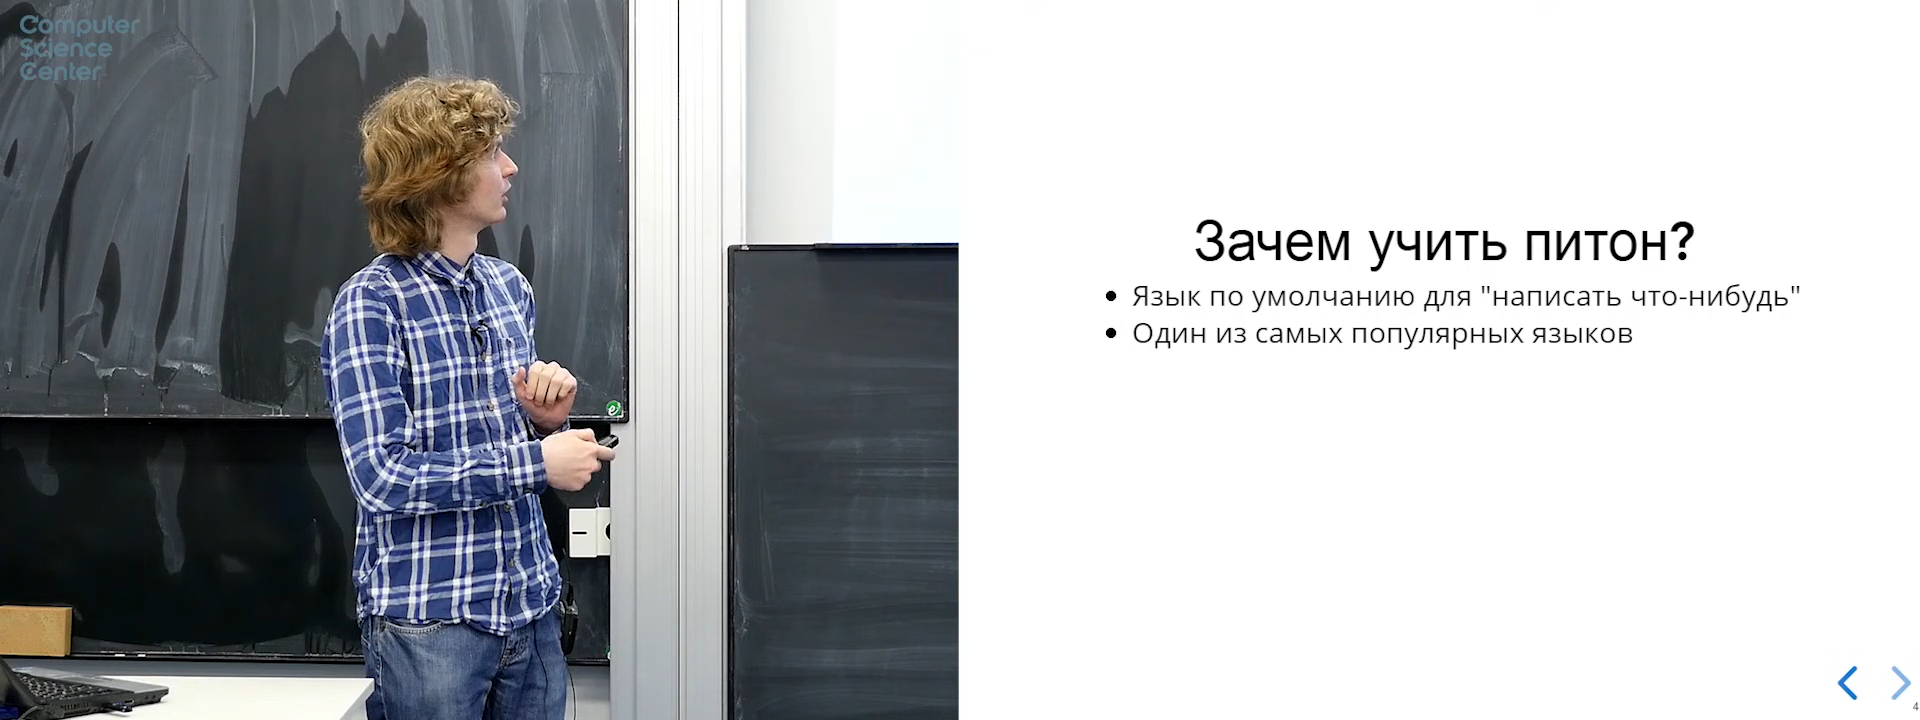 Computer
Science
Center
Зачем учить питон?
Язык по умолчанию для "написать что-нибудь"
Один из самых популярных языков
4